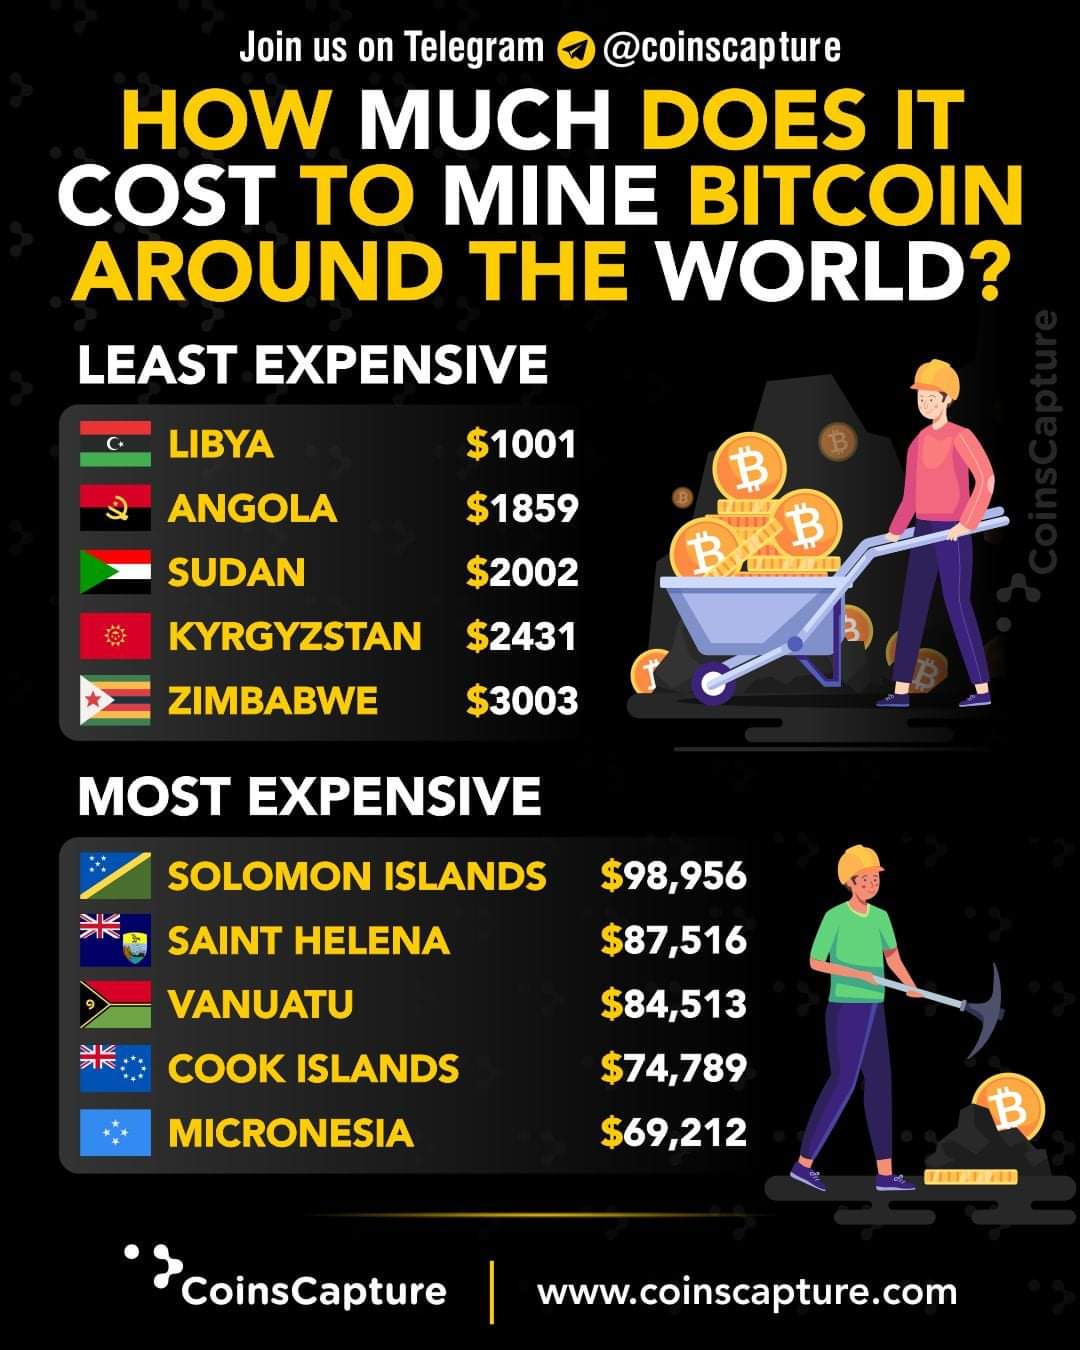 Join us on Telegram @coinscapture
HOW MUCH DOES IT
COST TO MINE BITCOIN
AROUND THE WORLD?
LEAST EXPENSIVE
LIBYA $1001
ANGOLA $1859
SUDAN $2002
KYRGYZSTAN $2431
ZIMBABWE $3003
CoinsCapture
MOST EXPENSIVE
SOLOMON ISLANDS $98,956
SAINT HELENA $87,516
VANUATU $84,513
COOK ISLANDS $74,789
MICRONESIA $69,212
CoinsCapture | www.coinscapture.com